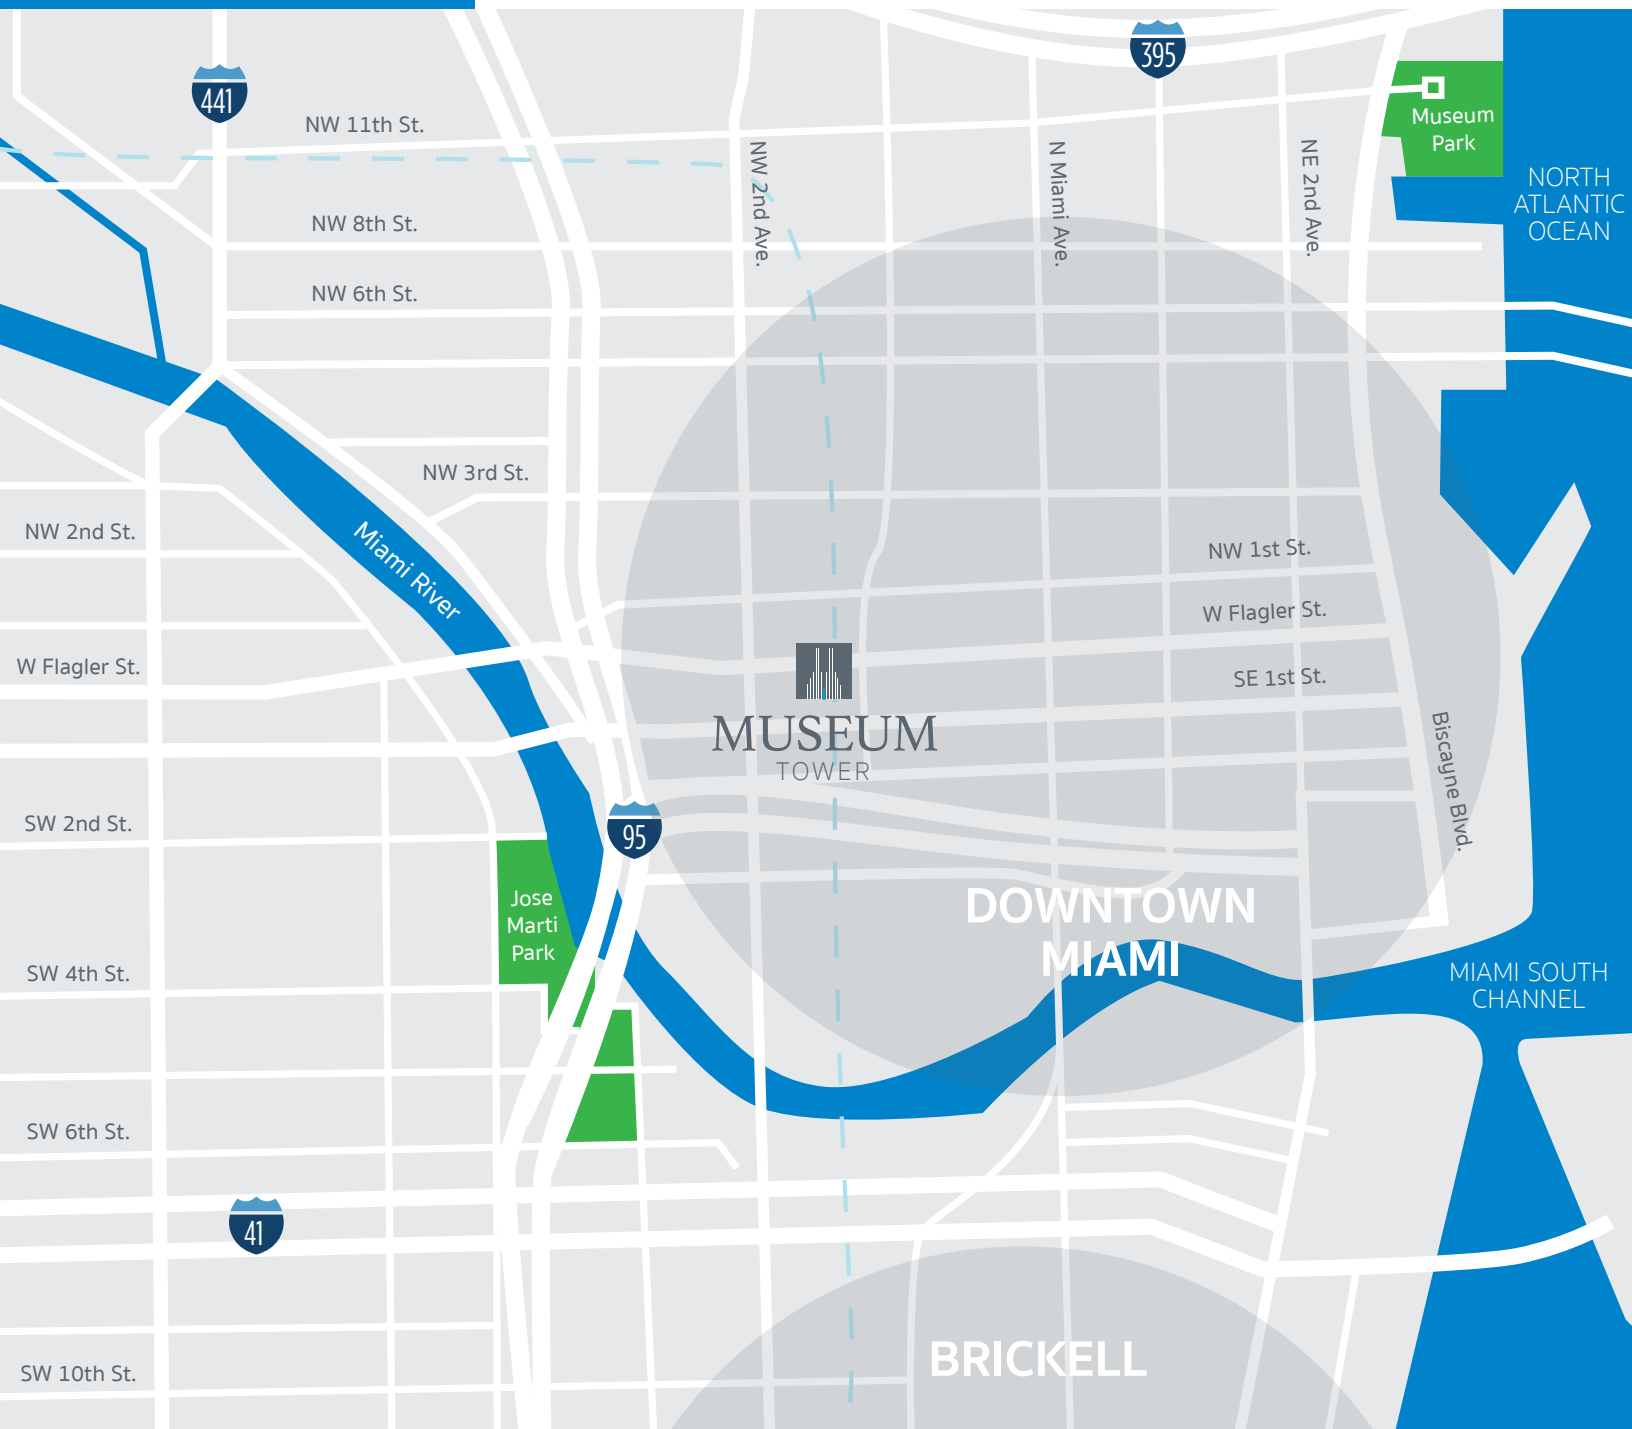 395
441
Museum
Park
NW 11th St.
NW 2nd Ave.
N Miami Ave.
NE 2nd Ave.
NORTH
ATLANTIC
OCEAN
NW 8th St.
NW 6th St.
NW 3rd St.
NW 2nd St.
Miami River
NW 1st St.
W Flagler St.
W Flagler St.
SE 1st St.
MUSEUM
TOWER
Biscayne Blvd.
SW 2nd St.
95
Jose
Marti
Park
DOWNTOWN
MIAMI
SW 4th St.
MIAMI SOUTH
CHANNEL
SW 6th St.
41
BRICKELL
SW 10th St.